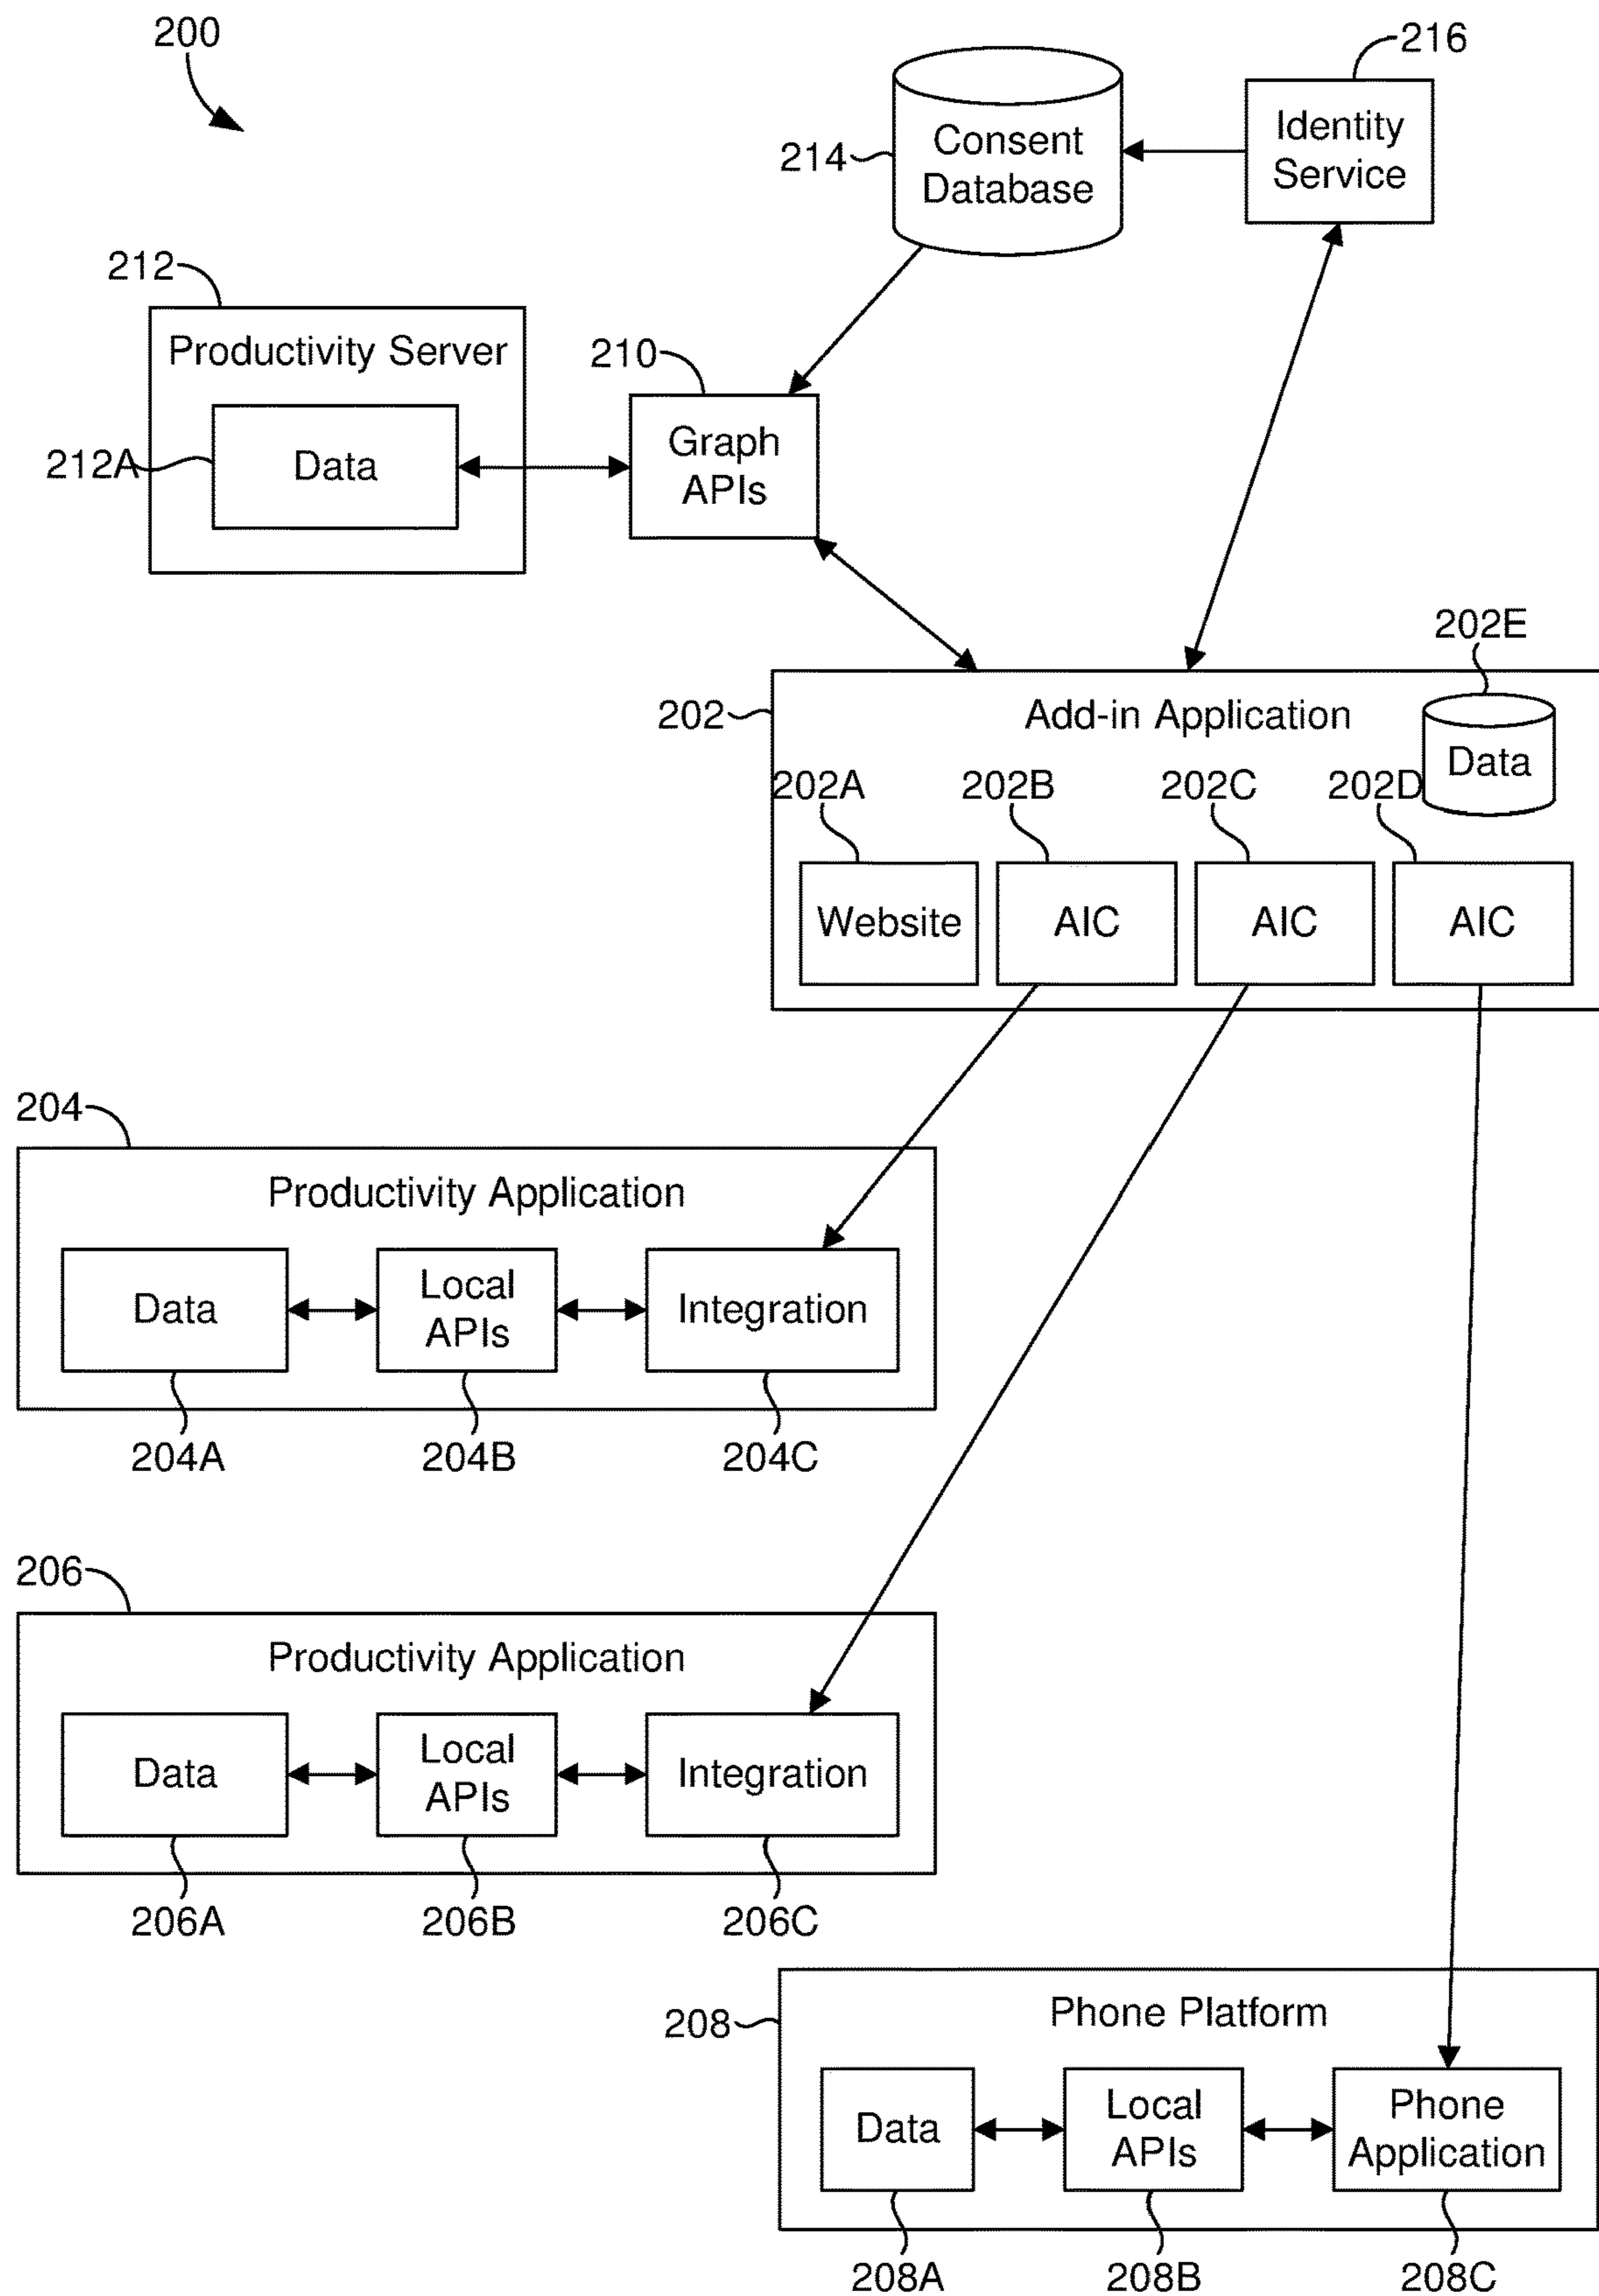 200
216
Consent
Database
214
Identity
Service
212
Productivity Server
210
Graph
APIs
212A
Data
202E
202
Add-in Application
Data
202A
202B
202C
202D
Website
AIC
AIC
AIC
204
Productivity Application
Data
Local
APIs
Integration
204A
204B
204C
206
Productivity Application
Data
Local
APIs
Integration
206A
206B
206C
208
Phone Platform
Data
Local
APIs
Phone
Application
208A
208B
208C